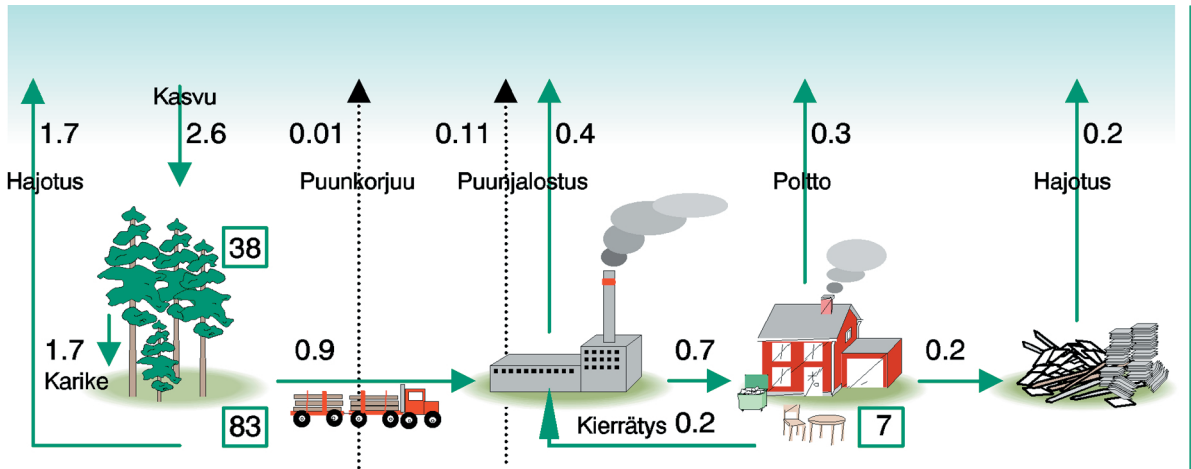 Kasvu
1.7 2.6 0.01 0.11 0.4 0.3 0.2
Hajotus Puunkorjuu Puunjalostus Poltto Hajotus
38
1.7 0.9 0.7 0.2
Karike
83 Kierrätys 0.2 7